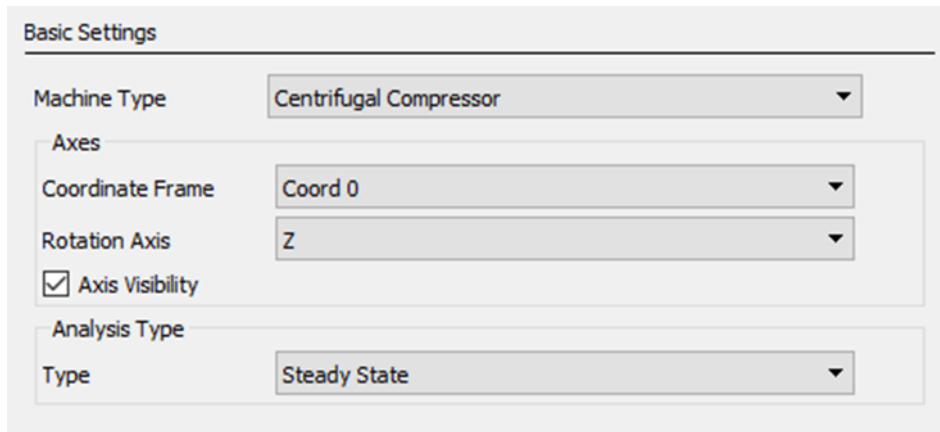 Basic Settings
Machine Type Centrifugal Compressor
Axes
Coordinate Frame Coord 0
Rotation Axis Z
Axis Visibility
Analysis Type
Type Steady State